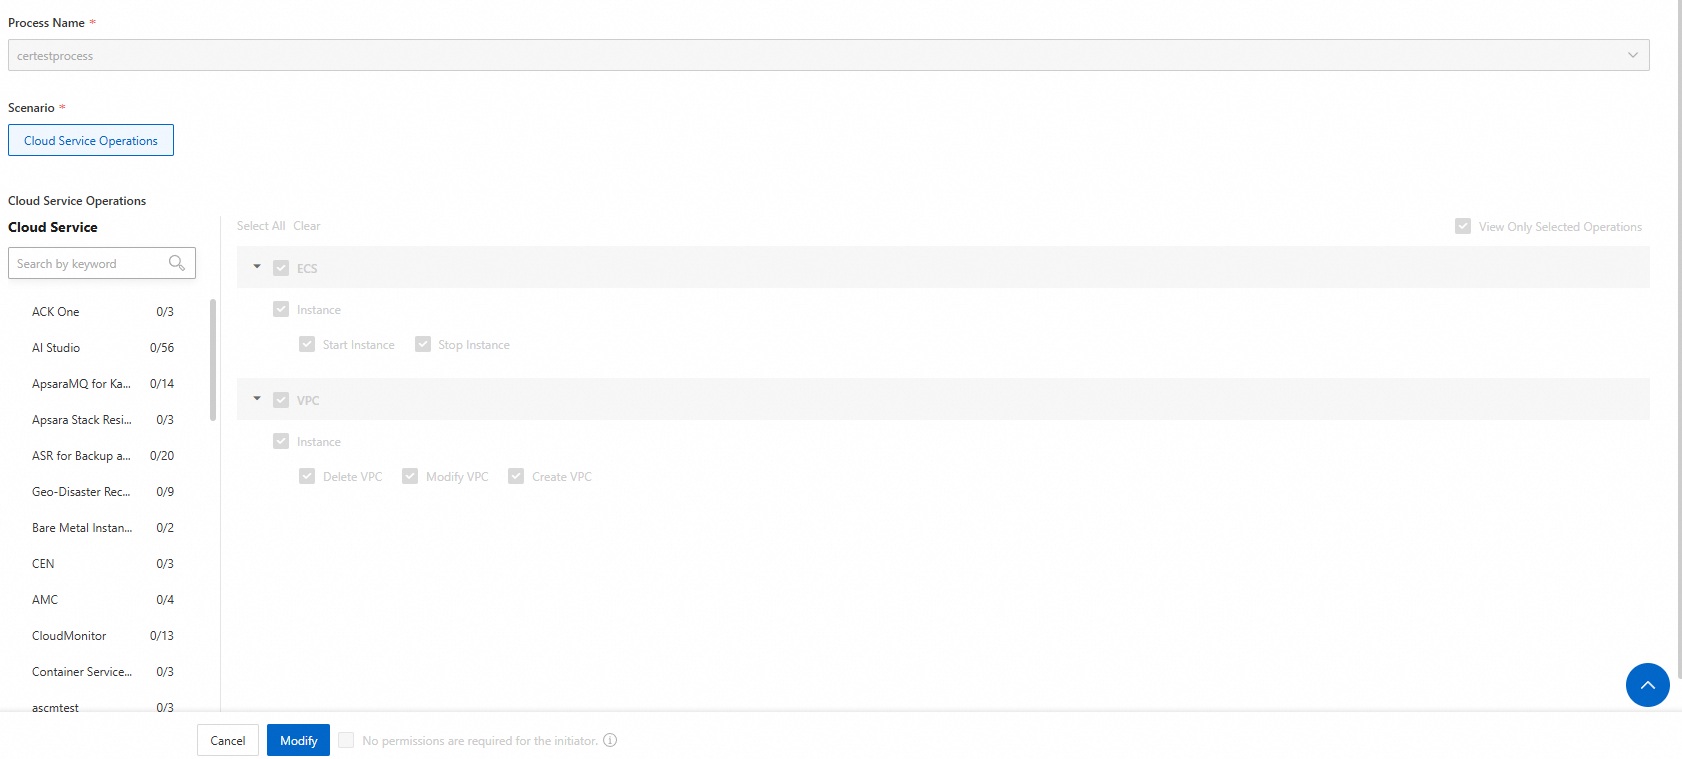 Process Name *
certestprocess
Scenario *
Cloud Service Operations
Cloud Service Operations
Cloud Service
Search by keyword
ACK One 0/3
AI Studio 0/56
ApsaraMQ for Ka... 0/14
Apsara Stack Resi... 0/3
ASR for Backup a... 0/20
Geo-Disaster Rec... 0/9
Bare Metal Instan... 0/2
CEN 0/3
AMC 0/4
CloudMonitor 0/13
Container Service... 0/3
ascmtest 0/3
Select All Clear
View Only Selected Operations
ECS
Instance
Start Instance Stop Instance
VPC
Instance
Delete VPC Modify VPC Create VPC
Cancel Modify No permissions are required for the initiator.